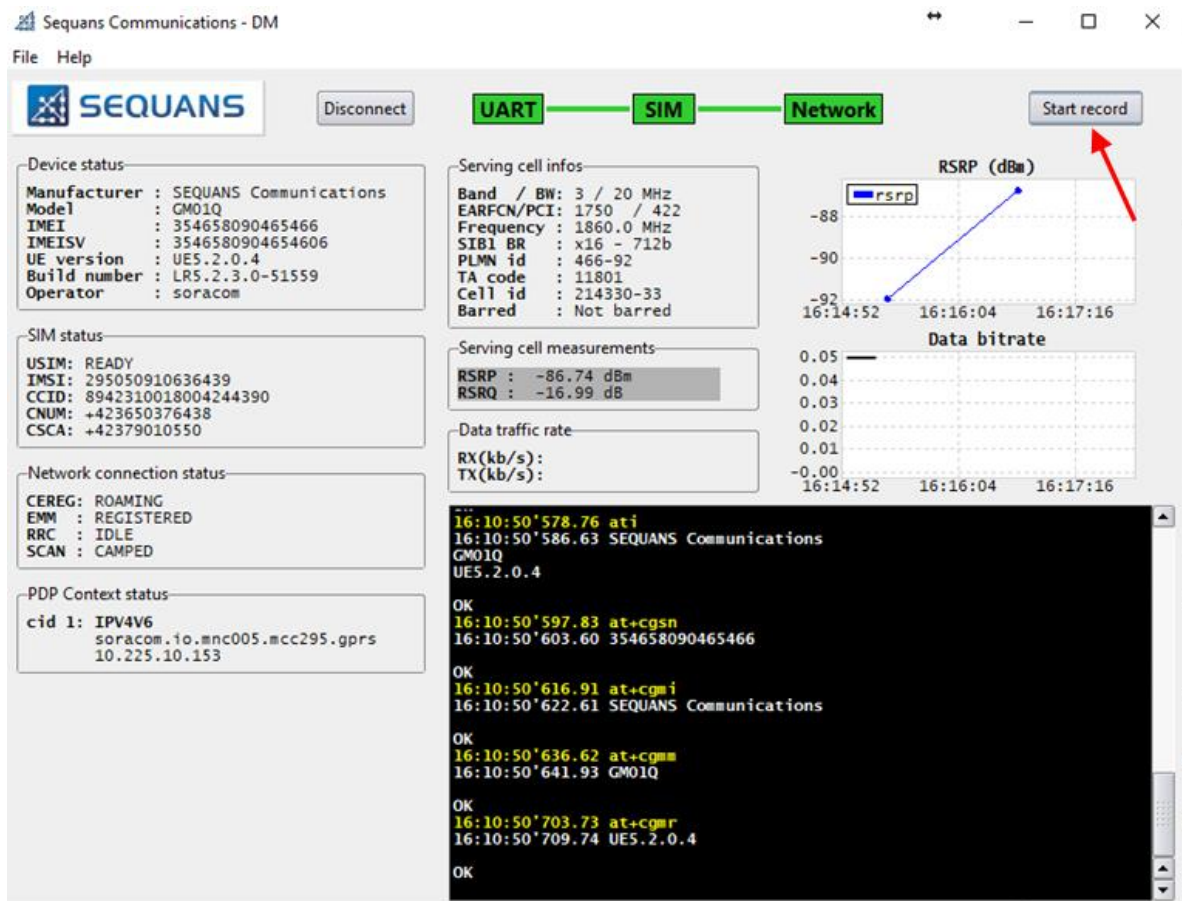 Sequans Communications - DM
File Help
SEQUANS
Disconnect
UART
SIM
Network
Start record
Device status
Manufacturer : SEQUANS Communications
Model : GM01Q
IMEI : 354658090465466
IMEISV : 3546580904654606
UE version : UE5.2.0.4
Build number : LR5.2.3.0-51559
Operator : soracom
SIM status
USIM: READY
IMSI: 295050910636439
CCID: 8942310018004244390
CNUM: +423650376438
CSCA: +42379010550
Network connection status
CEREG: ROAMING
EMM : REGISTERED
RRC : IDLE
SCAN : CAMPED
PDP Context status
cid 1: IPV4V6
soracom.io.mnc005.mcc295.gprs
10.225.10.153
Serving cell infos
Band / BW: 3 / 20 MHz
EARFCN/PCI: 1750 / 422
Frequency : 1860.0 MHz
SIB1 BR : x16 - 712b
PLMN id : 466-92
TA code : 11801
Cell id : 214330-33
Barred : Not barred
Serving cell measurements
RSRP : -86.74 dBm
RSRQ : -16.99 dB
Data traffic rate
RX(kb/s):
TX(kb/s):
RSRP (dBm)
rsrp
-88
-90
-92
16:14:52 16:16:04 16:17:16
Data bitrate
0.05
0.04
0.03
0.02
0.01
-0.00
16:14:52 16:16:04 16:17:16
16:10:50'578.76 ati
16:10:50'586.63 SEQUANS Communications
GM01Q
UE5.2.0.4
OK
16:10:50'597.83 at+cgsn
16:10:50'603.60 354658090465466
OK
16:10:50'616.91 at+cgmi
16:10:50'622.61 SEQUANS Communications
OK
16:10:50'636.62 at+cgmm
16:10:50'641.93 GM01Q
OK
16:10:50'703.73 at+cgmr
16:10:50'709.74 UE5.2.0.4
OK